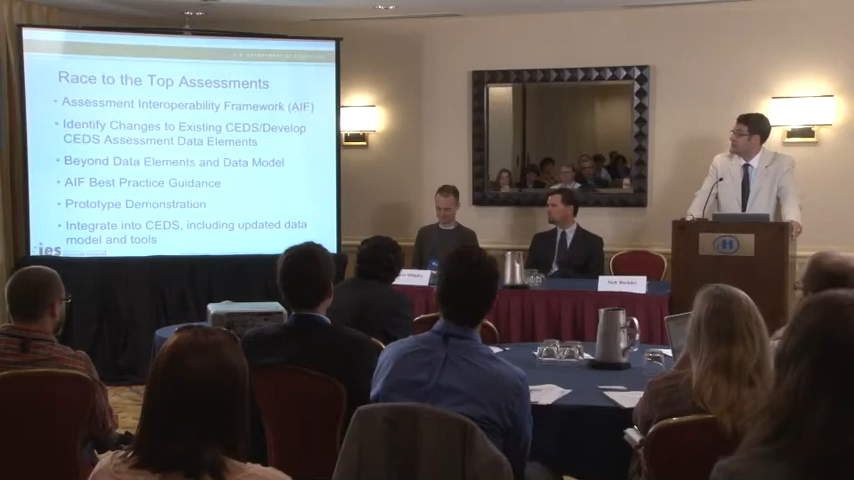 U.S. DEPARTMENT OF EDUCATION
Race to the Top Assessments
• Assessment Interoperability Framework (AIF)
• Identify Changes to Existing CEDS/Develop
CEDS Assessment Data Elements
• Beyond Data Elements and Data Model
• AIF Best Practice Guidance
• Prototype Demonstration
• Integrate into CEDS, including updated data
model and tools
ies
H